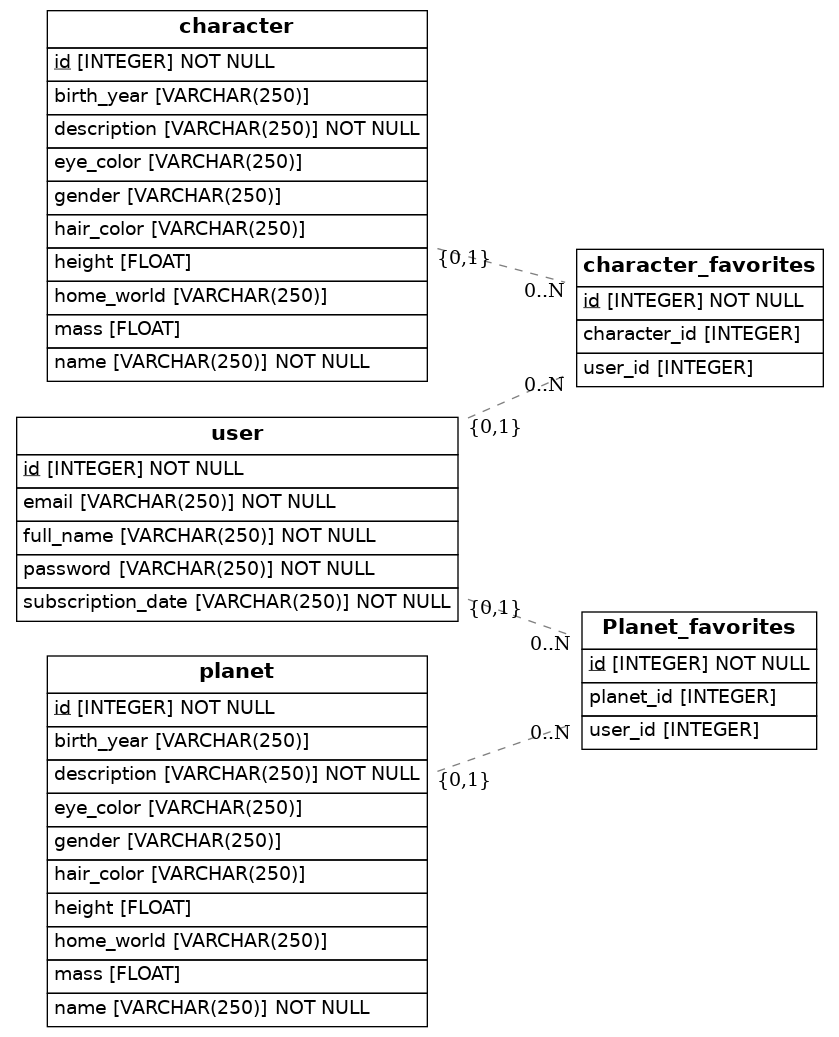 character
id [INTEGER] NOT NULL
birth_year [VARCHAR(250)]
description [VARCHAR(250)] NOT NULL
eye_color [VARCHAR(250)]
gender [VARCHAR(250)]
hair_color [VARCHAR(250)]
height [FLOAT]
home_world [VARCHAR(250)]
mass [FLOAT]
name [VARCHAR(250)] NOT NULL
{0,1}
0..N
character_favorites
id [INTEGER] NOT NULL
character_id [INTEGER]
user_id [INTEGER]
0..N
{0,1}
user
id [INTEGER] NOT NULL
email [VARCHAR(250)] NOT NULL
full_name [VARCHAR(250)] NOT NULL
password [VARCHAR(250)] NOT NULL
subscription_date [VARCHAR(250)] NOT NULL
{0,1}
0..N
Planet_favorites
id [INTEGER] NOT NULL
planet_id [INTEGER]
user_id [INTEGER]
0..N
{0,1}
planet
id [INTEGER] NOT NULL
birth_year [VARCHAR(250)]
description [VARCHAR(250)] NOT NULL
eye_color [VARCHAR(250)]
gender [VARCHAR(250)]
hair_color [VARCHAR(250)]
height [FLOAT]
home_world [VARCHAR(250)]
mass [FLOAT]
name [VARCHAR(250)] NOT NULL